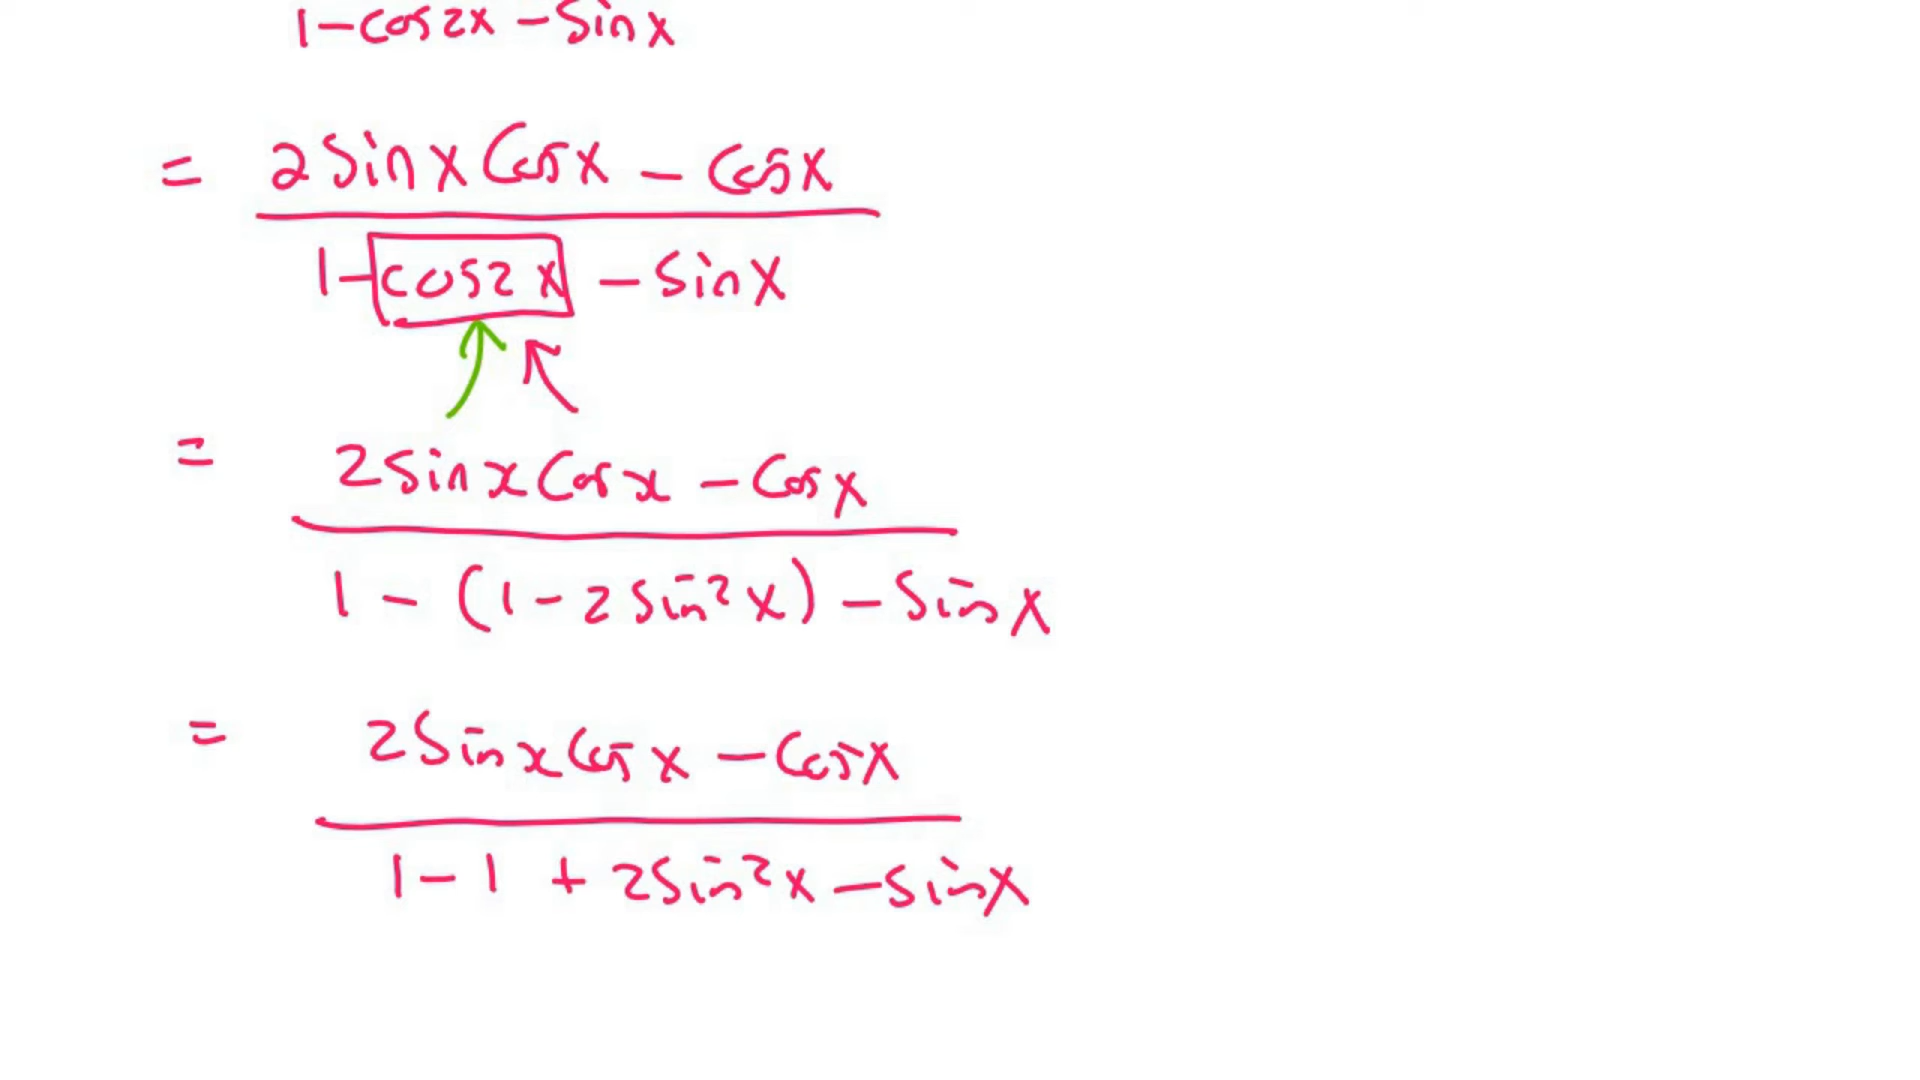 1-cos2x - sinx
= 2sinx cosx - cosx
1-cos2x - sinx
= 2sinx cosx - cosx
1 - (1-2sin²x) - sinx
= 2sinx cosx - cosx
1-1 + 2sin²x - sinx